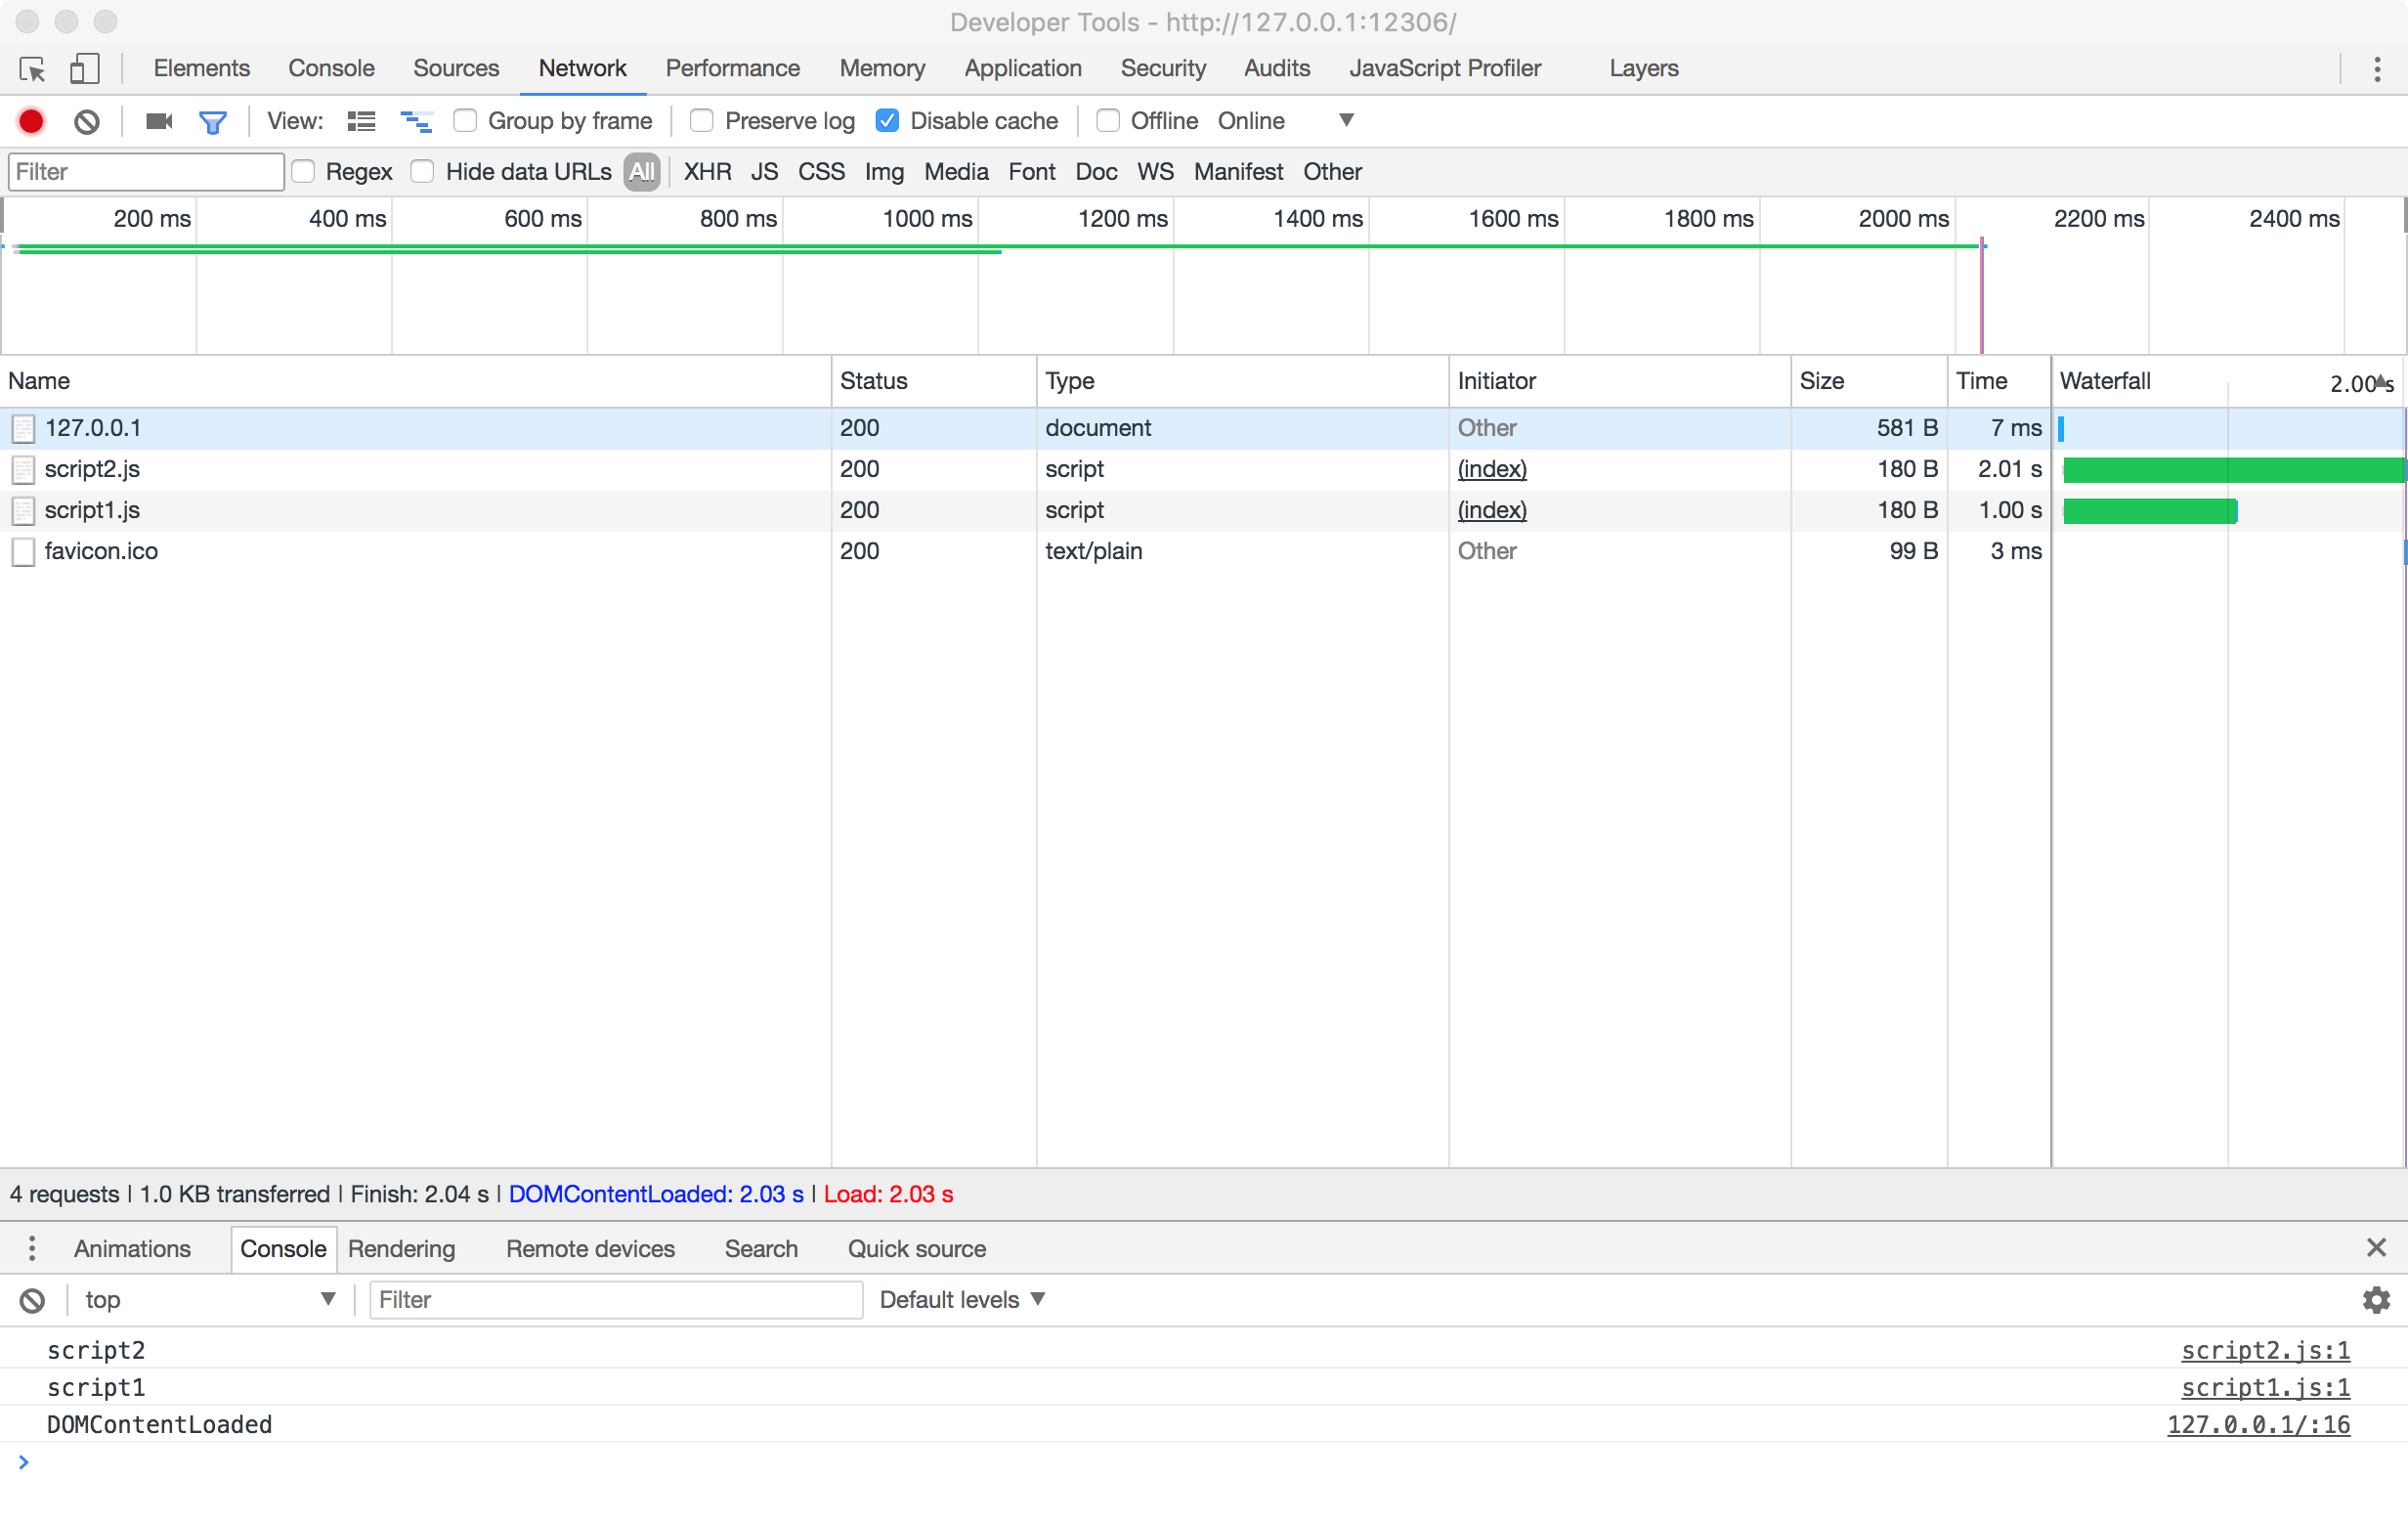 Developer Tools - http://127.0.0.1:12306/
Elements Console Sources Network Performance Memory Application Security Audits JavaScript Profiler Layers
View: Group by frame Preserve log Disable cache Offline Online
Filter Regex Hide data URLs All XHR JS CSS Img Media Font Doc WS Manifest Other
200 ms 400 ms 600 ms 800 ms 1000 ms 1200 ms 1400 ms 1600 ms 1800 ms 2000 ms 2200 ms 2400 ms
Name Status Type Initiator Size Time Waterfall 2.00 s
127.0.0.1 200 document Other 581 B 7 ms
script2.js 200 script (index) 180 B 2.01 s
script1.js 200 script (index) 180 B 1.00 s
favicon.ico 200 text/plain Other 99 B 3 ms
4 requests | 1.0 KB transferred | Finish: 2.04 s | DOMContentLoaded: 2.03 s | Load: 2.03 s
Animations Console Rendering Remote devices Search Quick source
top Filter Default levels
script2 script2.js:1
script1 script1.js:1
DOMContentLoaded 127.0.0.1/:16